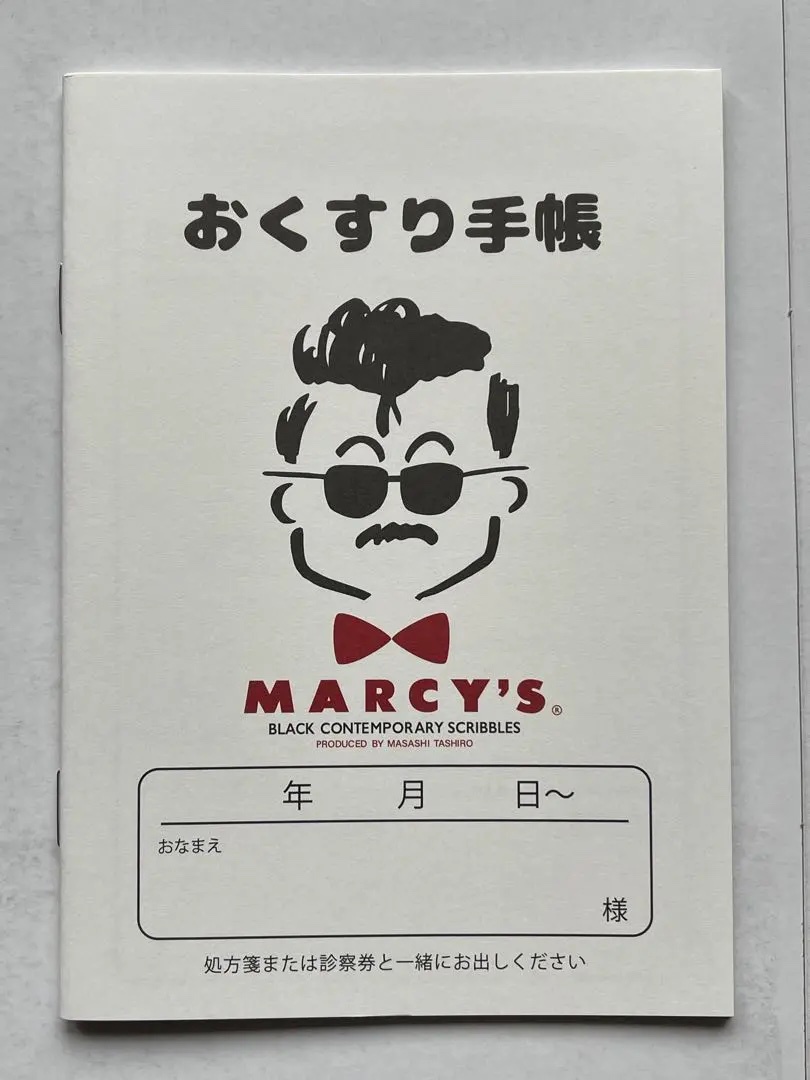 おくすり手帳
MARCY'S®
BLACK CONTEMPORARY SCRIBBLES
PRODUCED BY MASASHI TASHIRO
年 月 日～
おなまえ
様
処方箋または診察券と一緒にお出しください